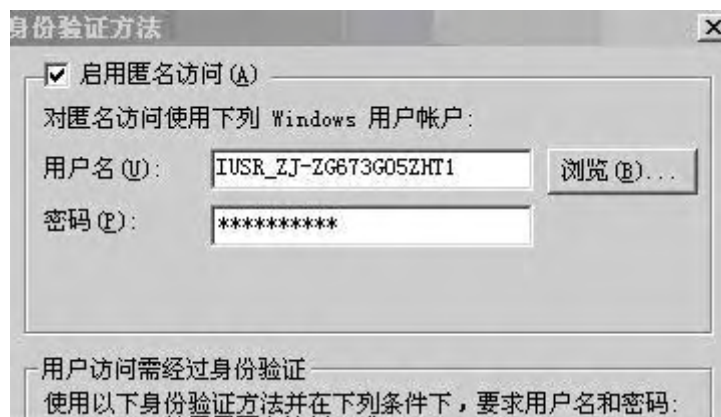 身份验证方法
启用匿名访问(A)
对匿名访问使用下列 Windows 用户帐户:
用户名(U): IUSR_ZJ-ZG673GO5ZHT1 浏览(B)...
密码(P): **********
用户访问需经过身份验证
使用以下身份验证方法并在下列条件下，要求用户名和密码: